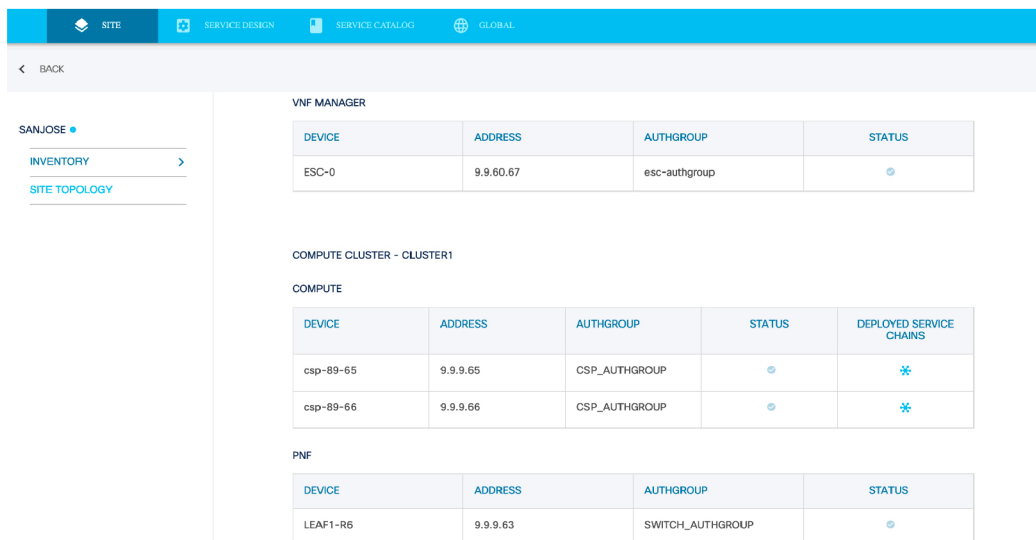 SITE SERVICE DESIGN SERVICE CATALOG GLOBAL
BACK
SANJOSE
INVENTORY
SITE TOPOLOGY
VNF MANAGER
DEVICE ADDRESS AUTHGROUP STATUS
ESC-0 9.9.60.67 esc-authgroup
COMPUTE CLUSTER - CLUSTER1
COMPUTE
DEVICE ADDRESS AUTHGROUP STATUS DEPLOYED SERVICE
CHAINS
csp-89-65 9.9.9.65 CSP_AUTHGROUP
csp-89-66 9.9.9.66 CSP_AUTHGROUP
PNF
DEVICE ADDRESS AUTHGROUP STATUS
LEAF1-R6 9.9.9.63 SWITCH_AUTHGROUP